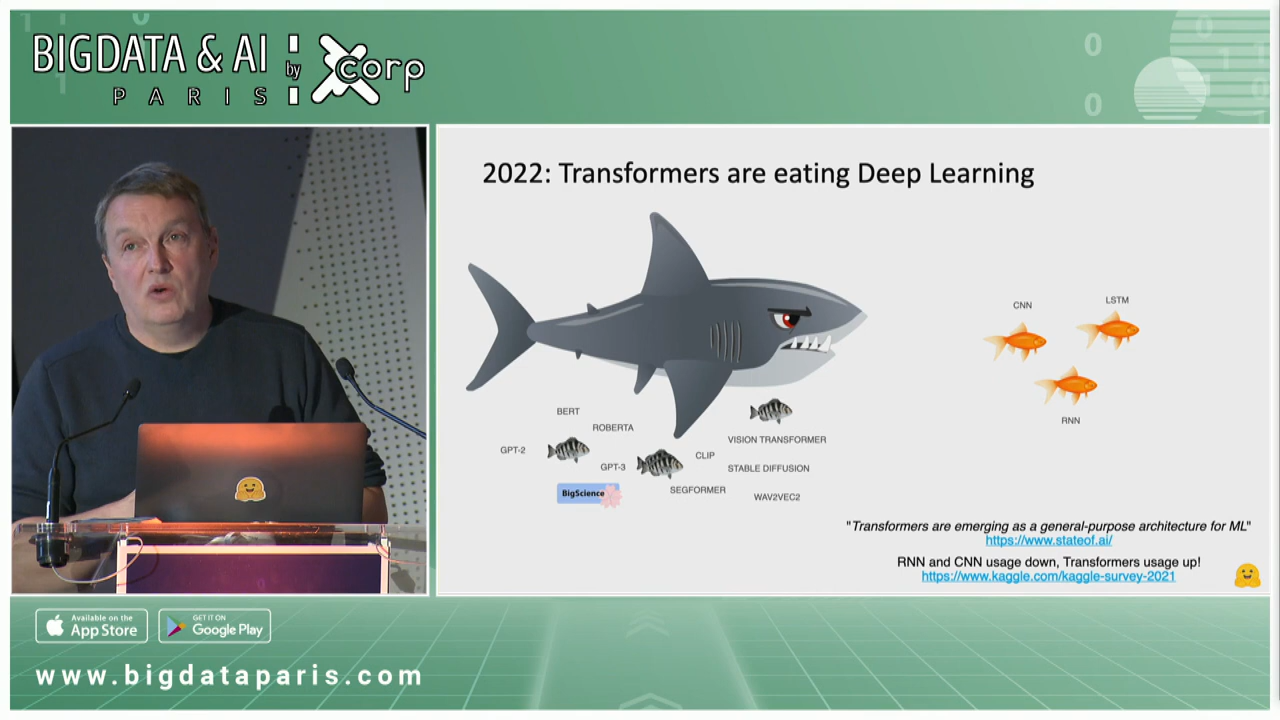 BIGDATA & AI by Xcorp
PARIS
2022: Transformers are eating Deep Learning
CNN
LSTM
RNN
BERT
ROBERTA
GPT-2
GPT-3
BigScience
VISION TRANSFORMER
CLIP
STABLE DIFFUSION
SEGFORMER
WAV2VEC2
"Transformers are emerging as a general-purpose architecture for ML"
https://www.stateof.ai/
RNN and CNN usage down, Transformers usage up!
https://www.kaggle.com/kaggle-survey-2021
Available on the
App Store
GET IT ON
Google Play
www.bigdataparis.com